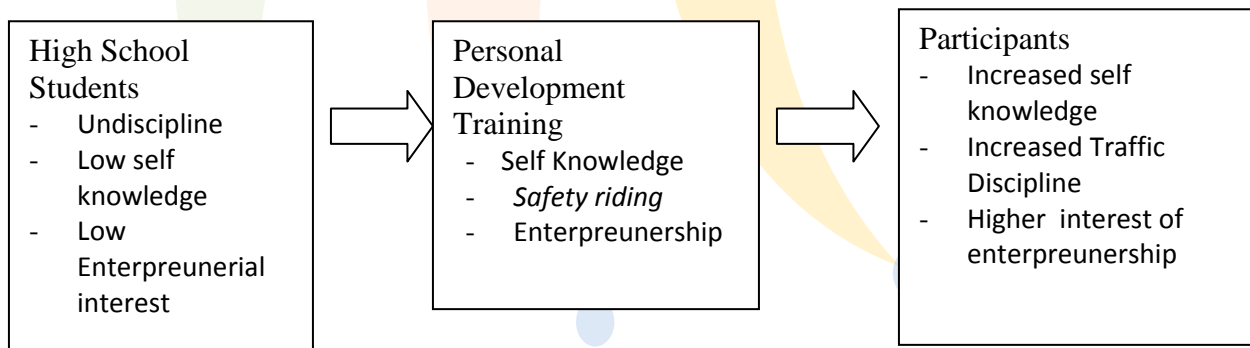 High School
Students
- Undiscipline
- Low self
knowledge
- Low
Enterpreunerial
interest
Personal
Development
Training
- Self Knowledge
- Safety riding
- Enterpreunership
Participants
- Increased self
knowledge
- Increased Traffic
Discipline
- Higher interest of
enterpreunership